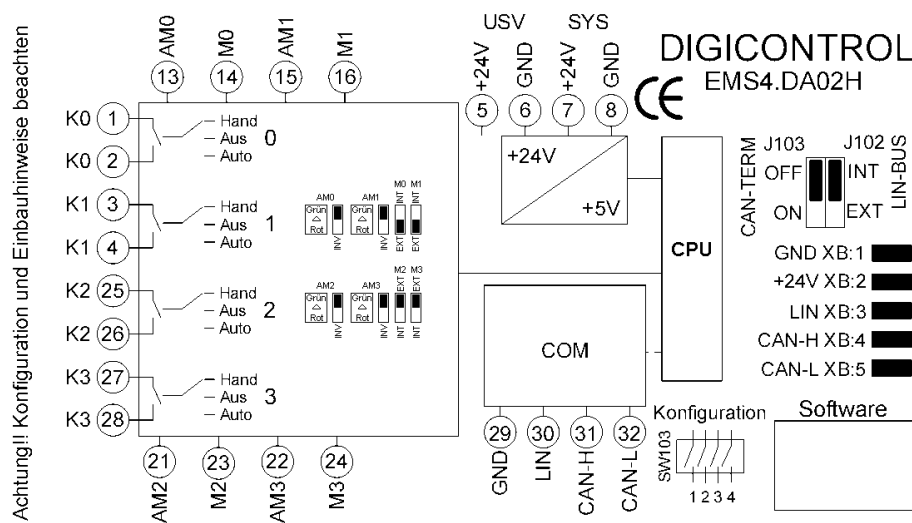 Achtung!! Konfiguration und Einbauhinweise beachten
AM0 M0 AM1 M1
13 14 15 16
K0 1
K0 2
K1 3
K1 4
K2 25
K2 26
K3 27
K3 28
Hand
Aus 0
Auto
Hand
Aus 1
Auto
Hand
Aus 2
Auto
Hand
Aus 3
Auto
AM0 AM1 M0 M1
Grün Grün INT INT
Rot Rot
INV INV EXT EXT
AM2 AM3 M2 M3
Grün Grün EXT EXT
Rot Rot
INV INV INT INT
21 23 22 24
AM2 M2 AM3 M3
USV SYS
+24V GND +24V GND
5 6 7 8
+24V
+5V
CPU
COM
29 30 31 32
GND LIN CAN-H CAN-L
DIGICONTROL
CE EMS4.DA02H
J103 J102
CAN-TERM
OFF INT
ON EXT
LIN-BUS
GND XB:1
+24V XB:2
LIN XB:3
CAN-H XB:4
CAN-L XB:5
Konfiguration
SW103
1 2 3 4
Software